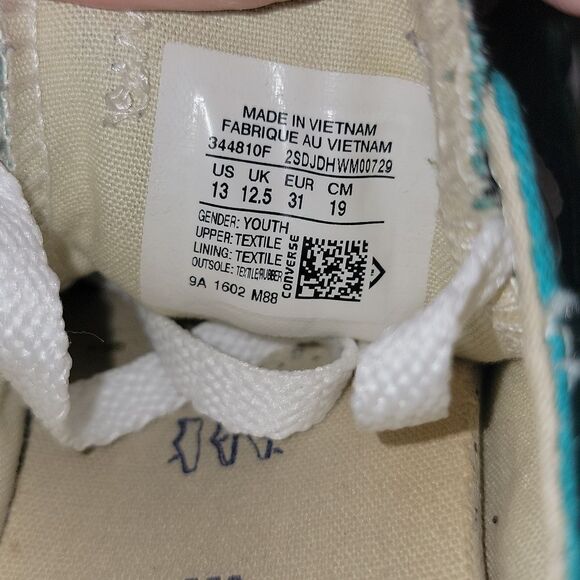 MADE IN VIETNAM
FABRIQUE AU VIETNAM
344810F 2SDJDHWM00729
US UK EUR CM
13 12.5 31 19
GENDER: YOUTH
UPPER: TEXTILE
LINING: TEXTILE
OUTSOLE: TEXTILE/RUBBER
9A 1602 M88
CONVERSE